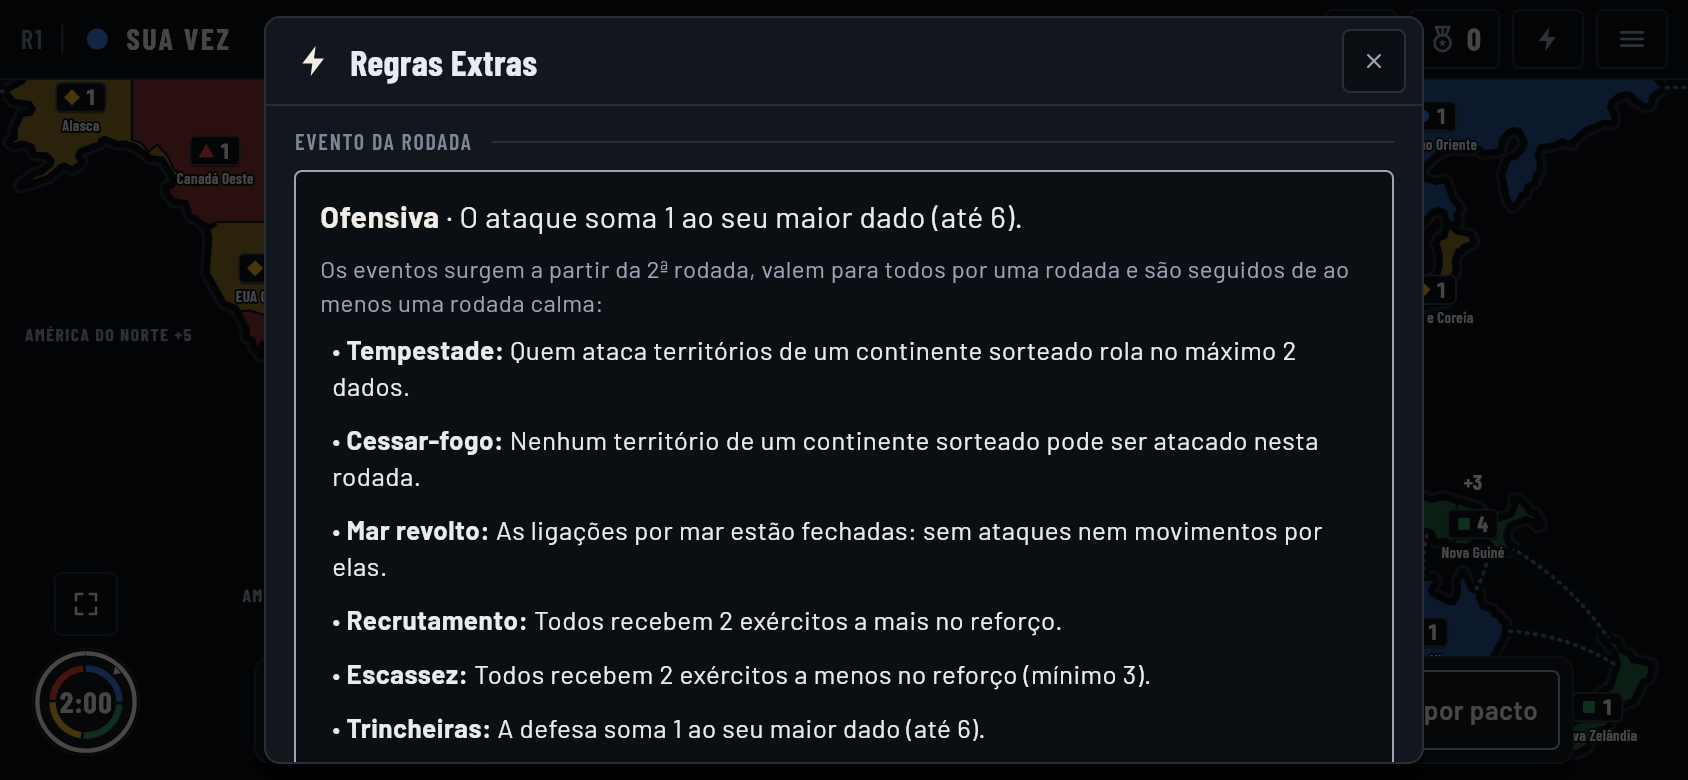 R1
SUA VEZ
Regras Extras
0
EVENTO DA RODADA
Ofensiva · O ataque soma 1 ao seu maior dado (até 6).
Os eventos surgem a partir da 2ª rodada, valem para todos por uma rodada e são seguidos de ao
menos uma rodada calma:
• Tempestade: Quem ataca territórios de um continente sorteado rola no máximo 2
dados.
• Cessar-fogo: Nenhum território de um continente sorteado pode ser atacado nesta
rodada.
• Mar revolto: As ligações por mar estão fechadas: sem ataques nem movimentos por
elas.
• Recrutamento: Todos recebem 2 exércitos a mais no reforço.
• Escassez: Todos recebem 2 exércitos a menos no reforço (mínimo 3).
• Trincheiras: A defesa soma 1 ao seu maior dado (até 6).
1
Alasca
1
Canadá Oeste
EUA
AMÉRICA DO NORTE +5
AM
2:00
1
Oriente
1
e Coreia
+3
4
Nova Guiné
1
por pacto
1
va Zelândia